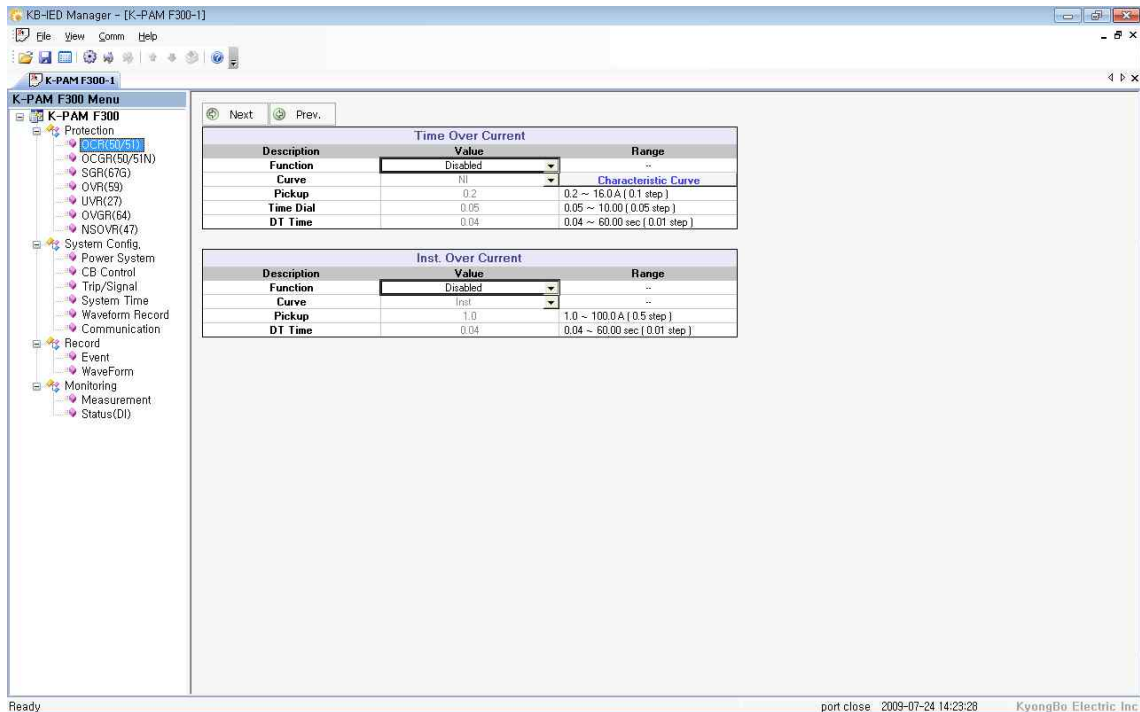 KB-IED Manager - [K-PAM F300-1]
File View Comm Help
K-PAM F300-1
K-PAM F300 Menu
K-PAM F300
Protection
OCR(50/51)
OCGR(50/51N)
SGR(67G)
OVR(59)
UVR(27)
OVGR(64)
NSOVR(47)
System Config.
Power System
CB Control
Trip/Signal
System Time
Waveform Record
Communication
Record
Event
WaveForm
Monitoring
Measurement
Status(DI)
Next Prev.
Time Over Current
Description Value Range
Function Disabled --
Curve NI Characteristic Curve
Pickup 0.2 0.2 ~ 16.0 A ( 0.1 step )
Time Dial 0.05 0.05 ~ 10.00 ( 0.05 step )
DT Time 0.04 0.04 ~ 60.00 sec ( 0.01 step )
Inst. Over Current
Description Value Range
Function Disabled --
Curve Inst --
Pickup 1.0 1.0 ~ 100.0 A ( 0.5 step )
DT Time 0.04 0.04 ~ 60.00 sec ( 0.01 step )
Ready port close 2009-07-24 14:23:28 KyongBo Electric Inc